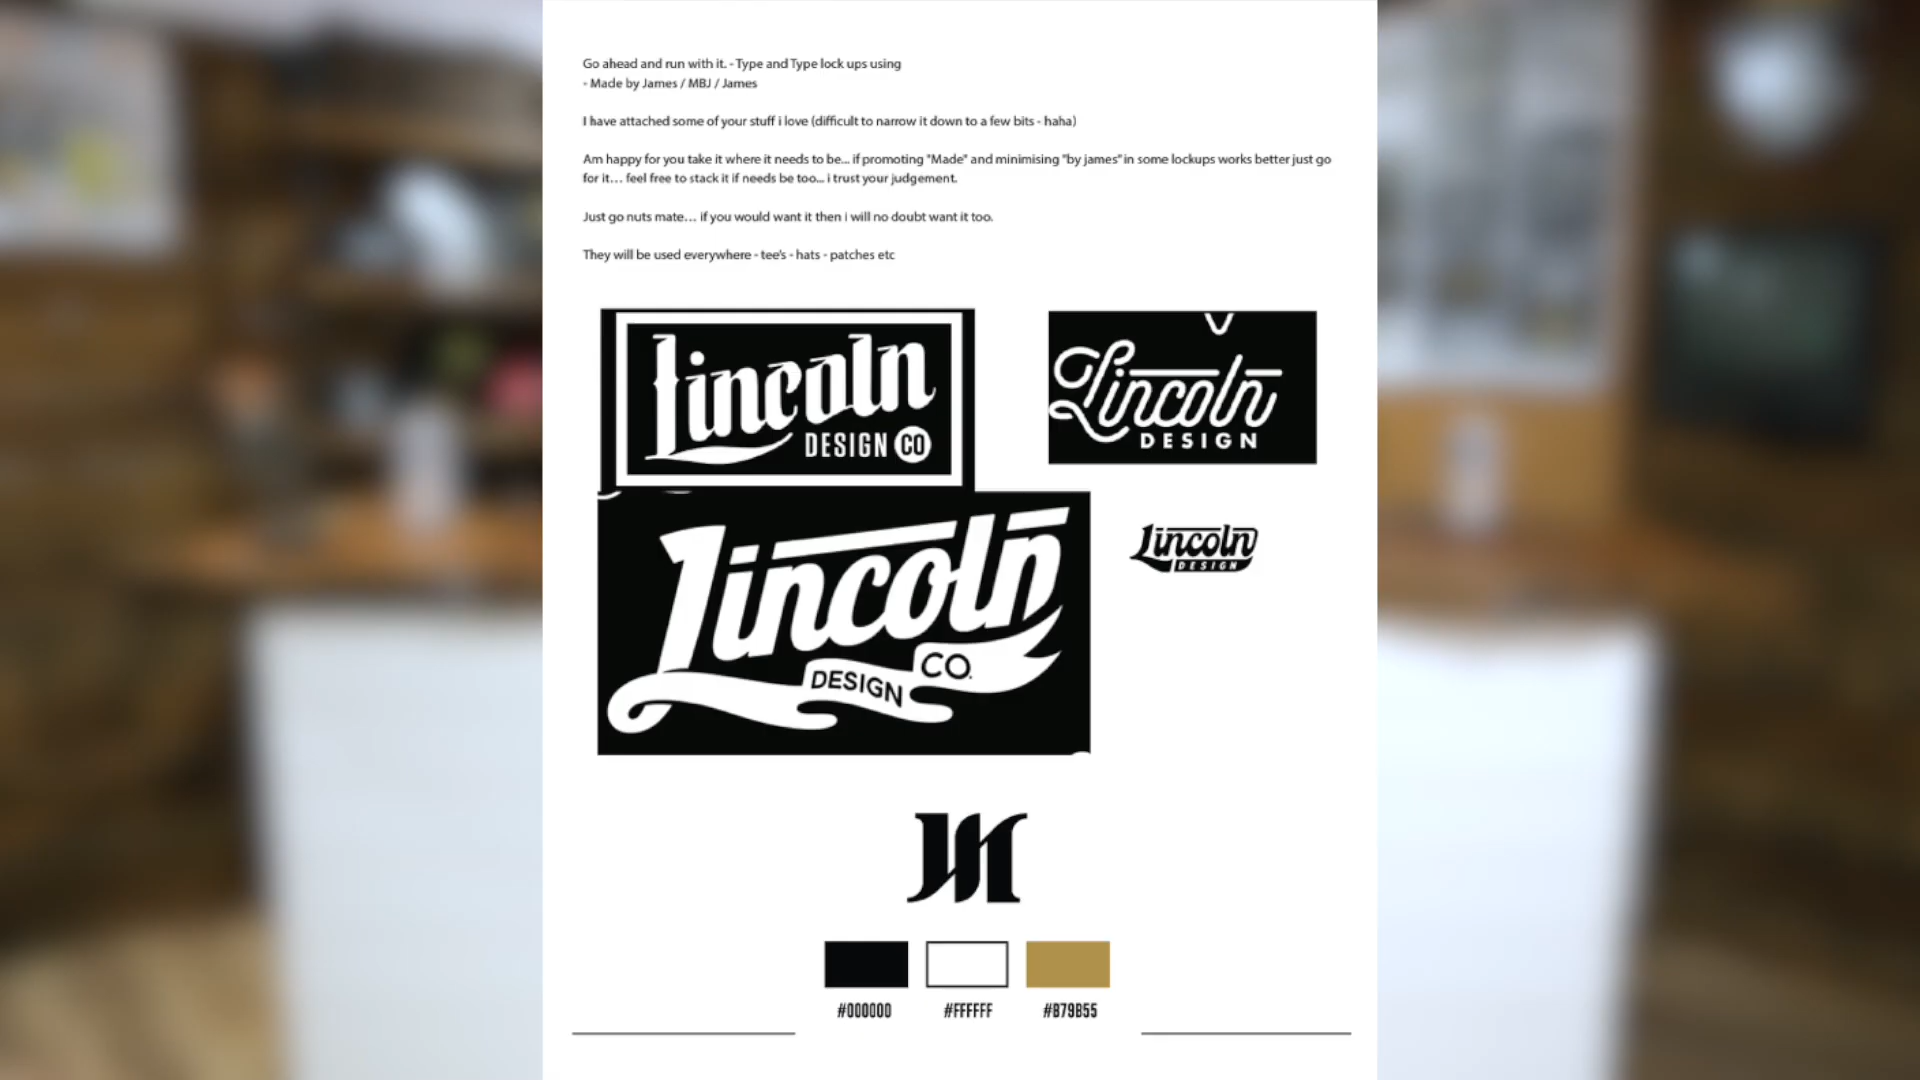 Go ahead and run with it. - Type and Type lock ups using
- Made by James / MBJ / James
I have attached some of your stuff i love (difficult to narrow it down to a few bits - haha)
Am happy for you take it where it needs to be... if promoting "Made" and minimising "by james" in some lockups works better just go
for it... feel free to stack it if needs be too... i trust your judgement.
Just go nuts mate... if you would want it then i will no doubt want it too.
They will be used everywhere - tee's - hats - patches etc
Lincoln
DESIGN CO
Lincoln
DESIGN
Lincoln
DESIGN CO.
Lincoln
DESIGN
M
#000000 #FFFFFF #B79B55